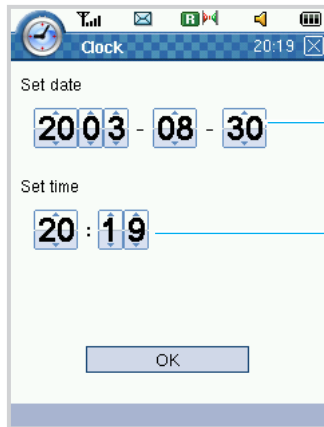 R
Clock 20:19
Set date
2003 - 08 - 30
Set time
20 : 19
OK